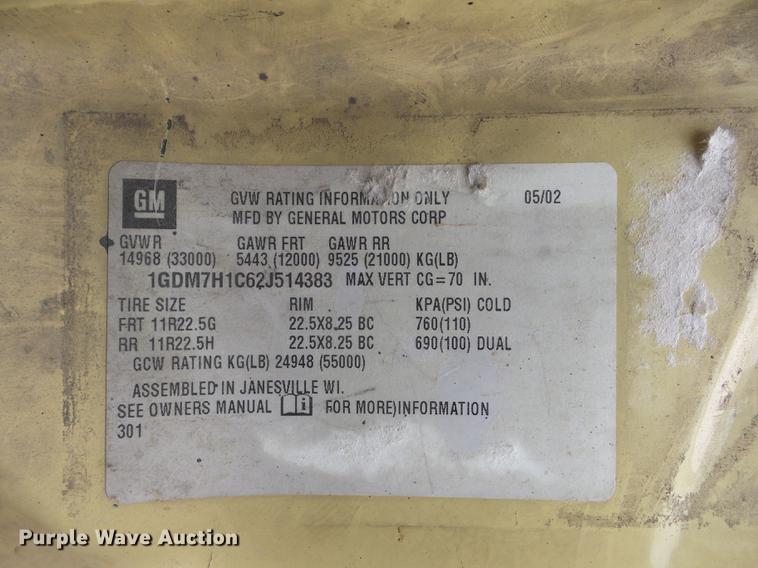 GM GVW RATING INFORMATION ONLY 05/02
MFD BY GENERAL MOTORS CORP
GVWR GAWR FRT GAWR RR
14968 (33000) 5443 (12000) 9525 (21000) KG(LB)
1GDM7H1C62J514383 MAX VERT CG=70 IN.
TIRE SIZE RIM KPA(PSI) COLD
FRT 11R22.5G 22.5X8.25 BC 760(110)
RR 11R22.5H 22.5X8.25 BC 690(100) DUAL
GCW RATING KG(LB) 24948 (55000)
ASSEMBLED IN JANESVILLE WI.
SEE OWNERS MANUAL i FOR MORE)INFORMATION
301
Purple Wave Auction